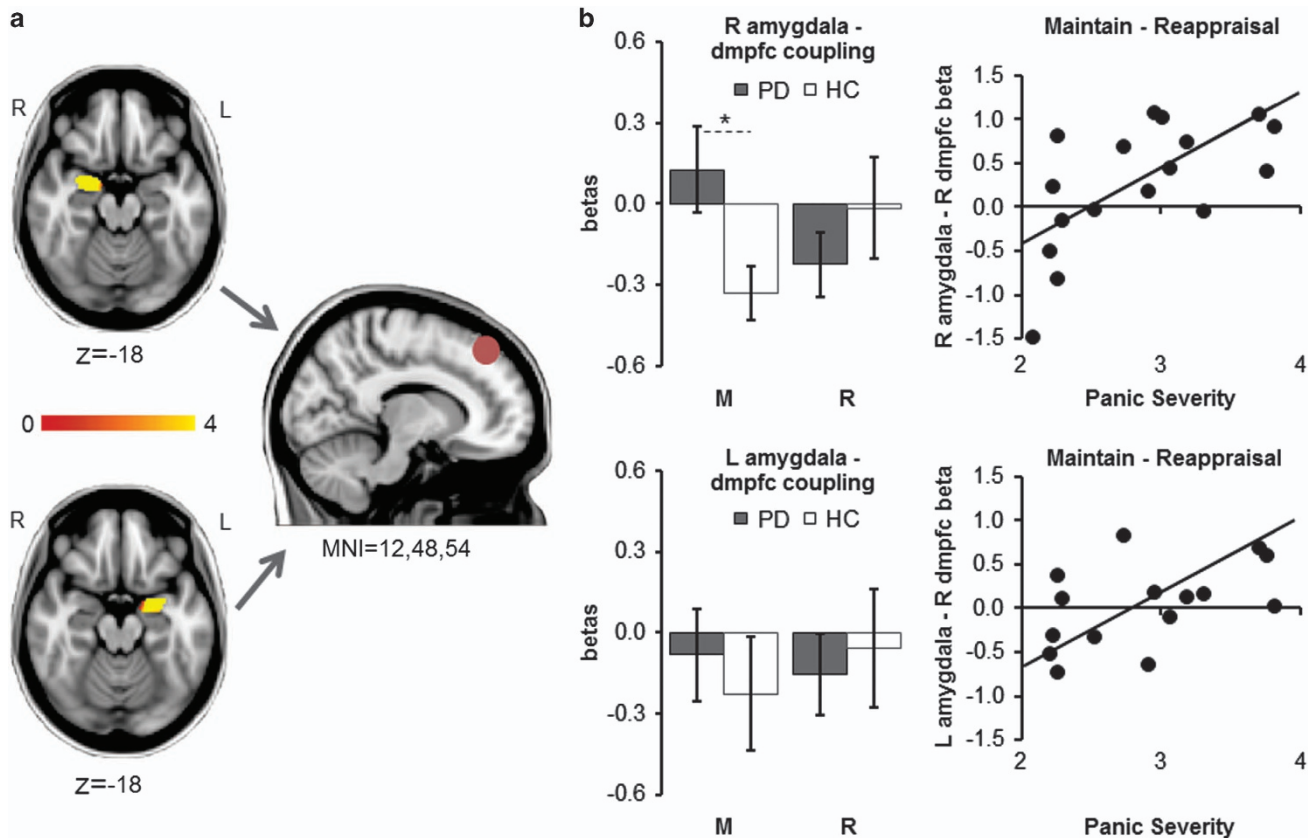 a
R
L
Z=-18
0
4
R
L
Z=-18
MNI=12,48,54
b
R amygdala -
dmpfc coupling
PD
HC
*
betas
0.6
0.3
0.0
-0.3
-0.6
M
R
Maintain - Reappraisal
R amygdala - R dmpfc beta
1.5
1.0
0.5
0.0
-0.5
-1.0
-1.5
2
3
4
Panic Severity
L amygdala -
dmpfc coupling
PD
HC
betas
0.6
0.3
0.0
-0.3
-0.6
M
R
Maintain - Reappraisal
L amygdala - R dmpfc beta
1.5
1.0
0.5
0.0
-0.5
-1.0
-1.5
2
3
4
Panic Severity